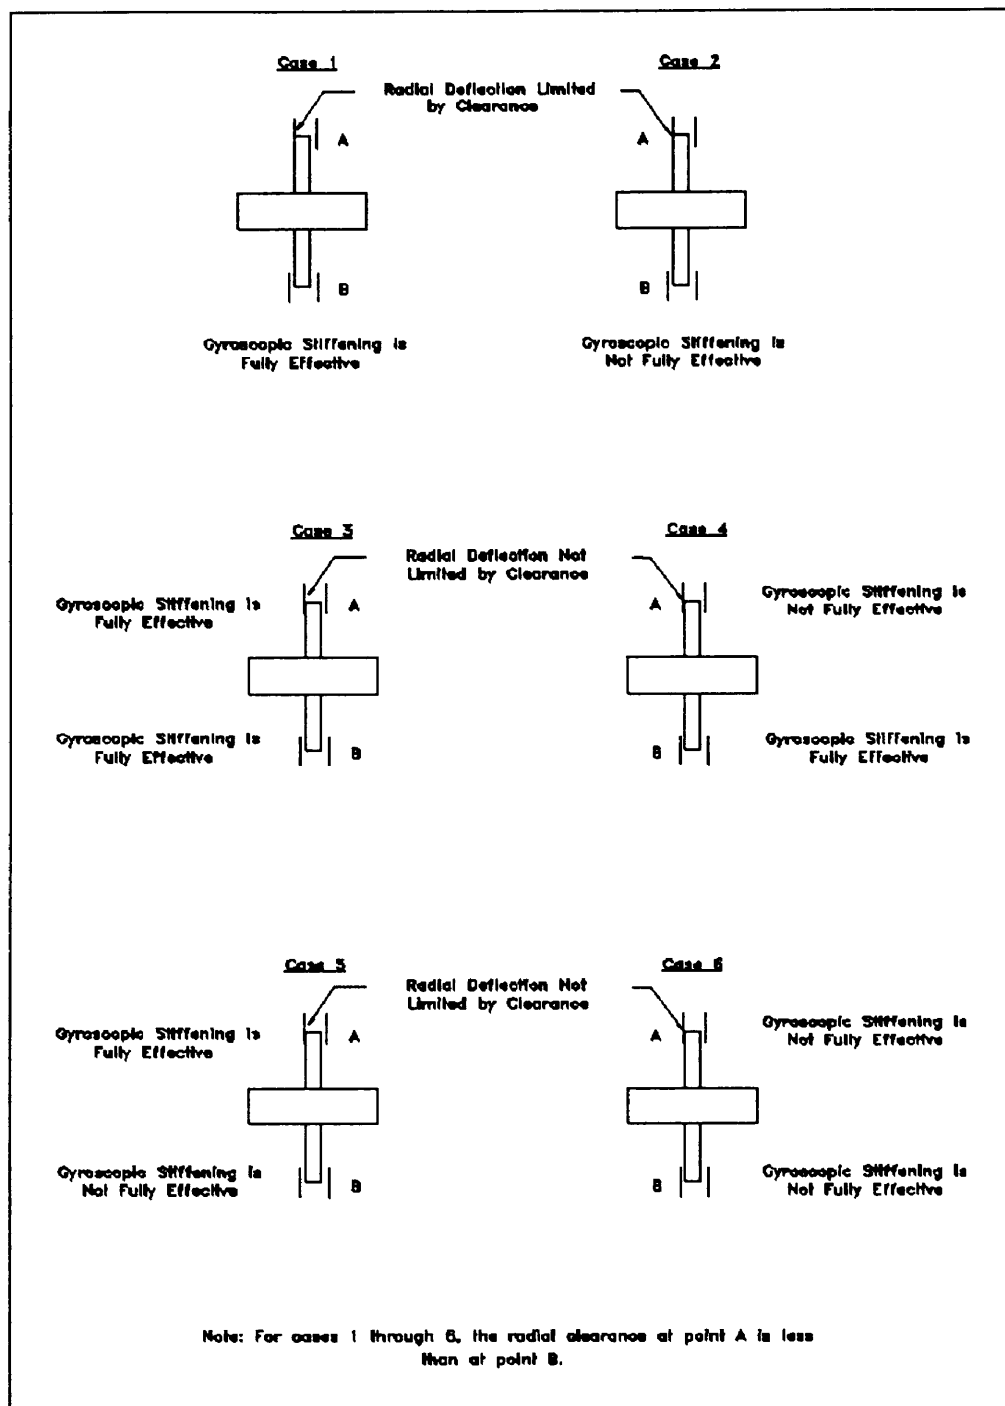 Case 1
Case 2
Radial Deflection Limited
by Clearance
A
A
B
B
Gyroscopic Stiffening is
Fully Effective
Gyroscopic Stiffening is
Not Fully Effective
Case 3
Case 4
Radial Deflection Not
Limited by Clearance
Gyroscopic Stiffening is
Fully Effective
A
A
Gyroscopic Stiffening is
Not Fully Effective
Gyroscopic Stiffening is
Fully Effective
B
B
Gyroscopic Stiffening is
Fully Effective
Case 5
Case 6
Radial Deflection Not
Limited by Clearance
Gyroscopic Stiffening is
Fully Effective
A
A
Gyroscopic Stiffening is
Not Fully Effective
Gyroscopic Stiffening is
Not Fully Effective
B
B
Gyroscopic Stiffening is
Not Fully Effective
Note: For cases 1 through 6, the radial clearance at point A is less
than at point B.